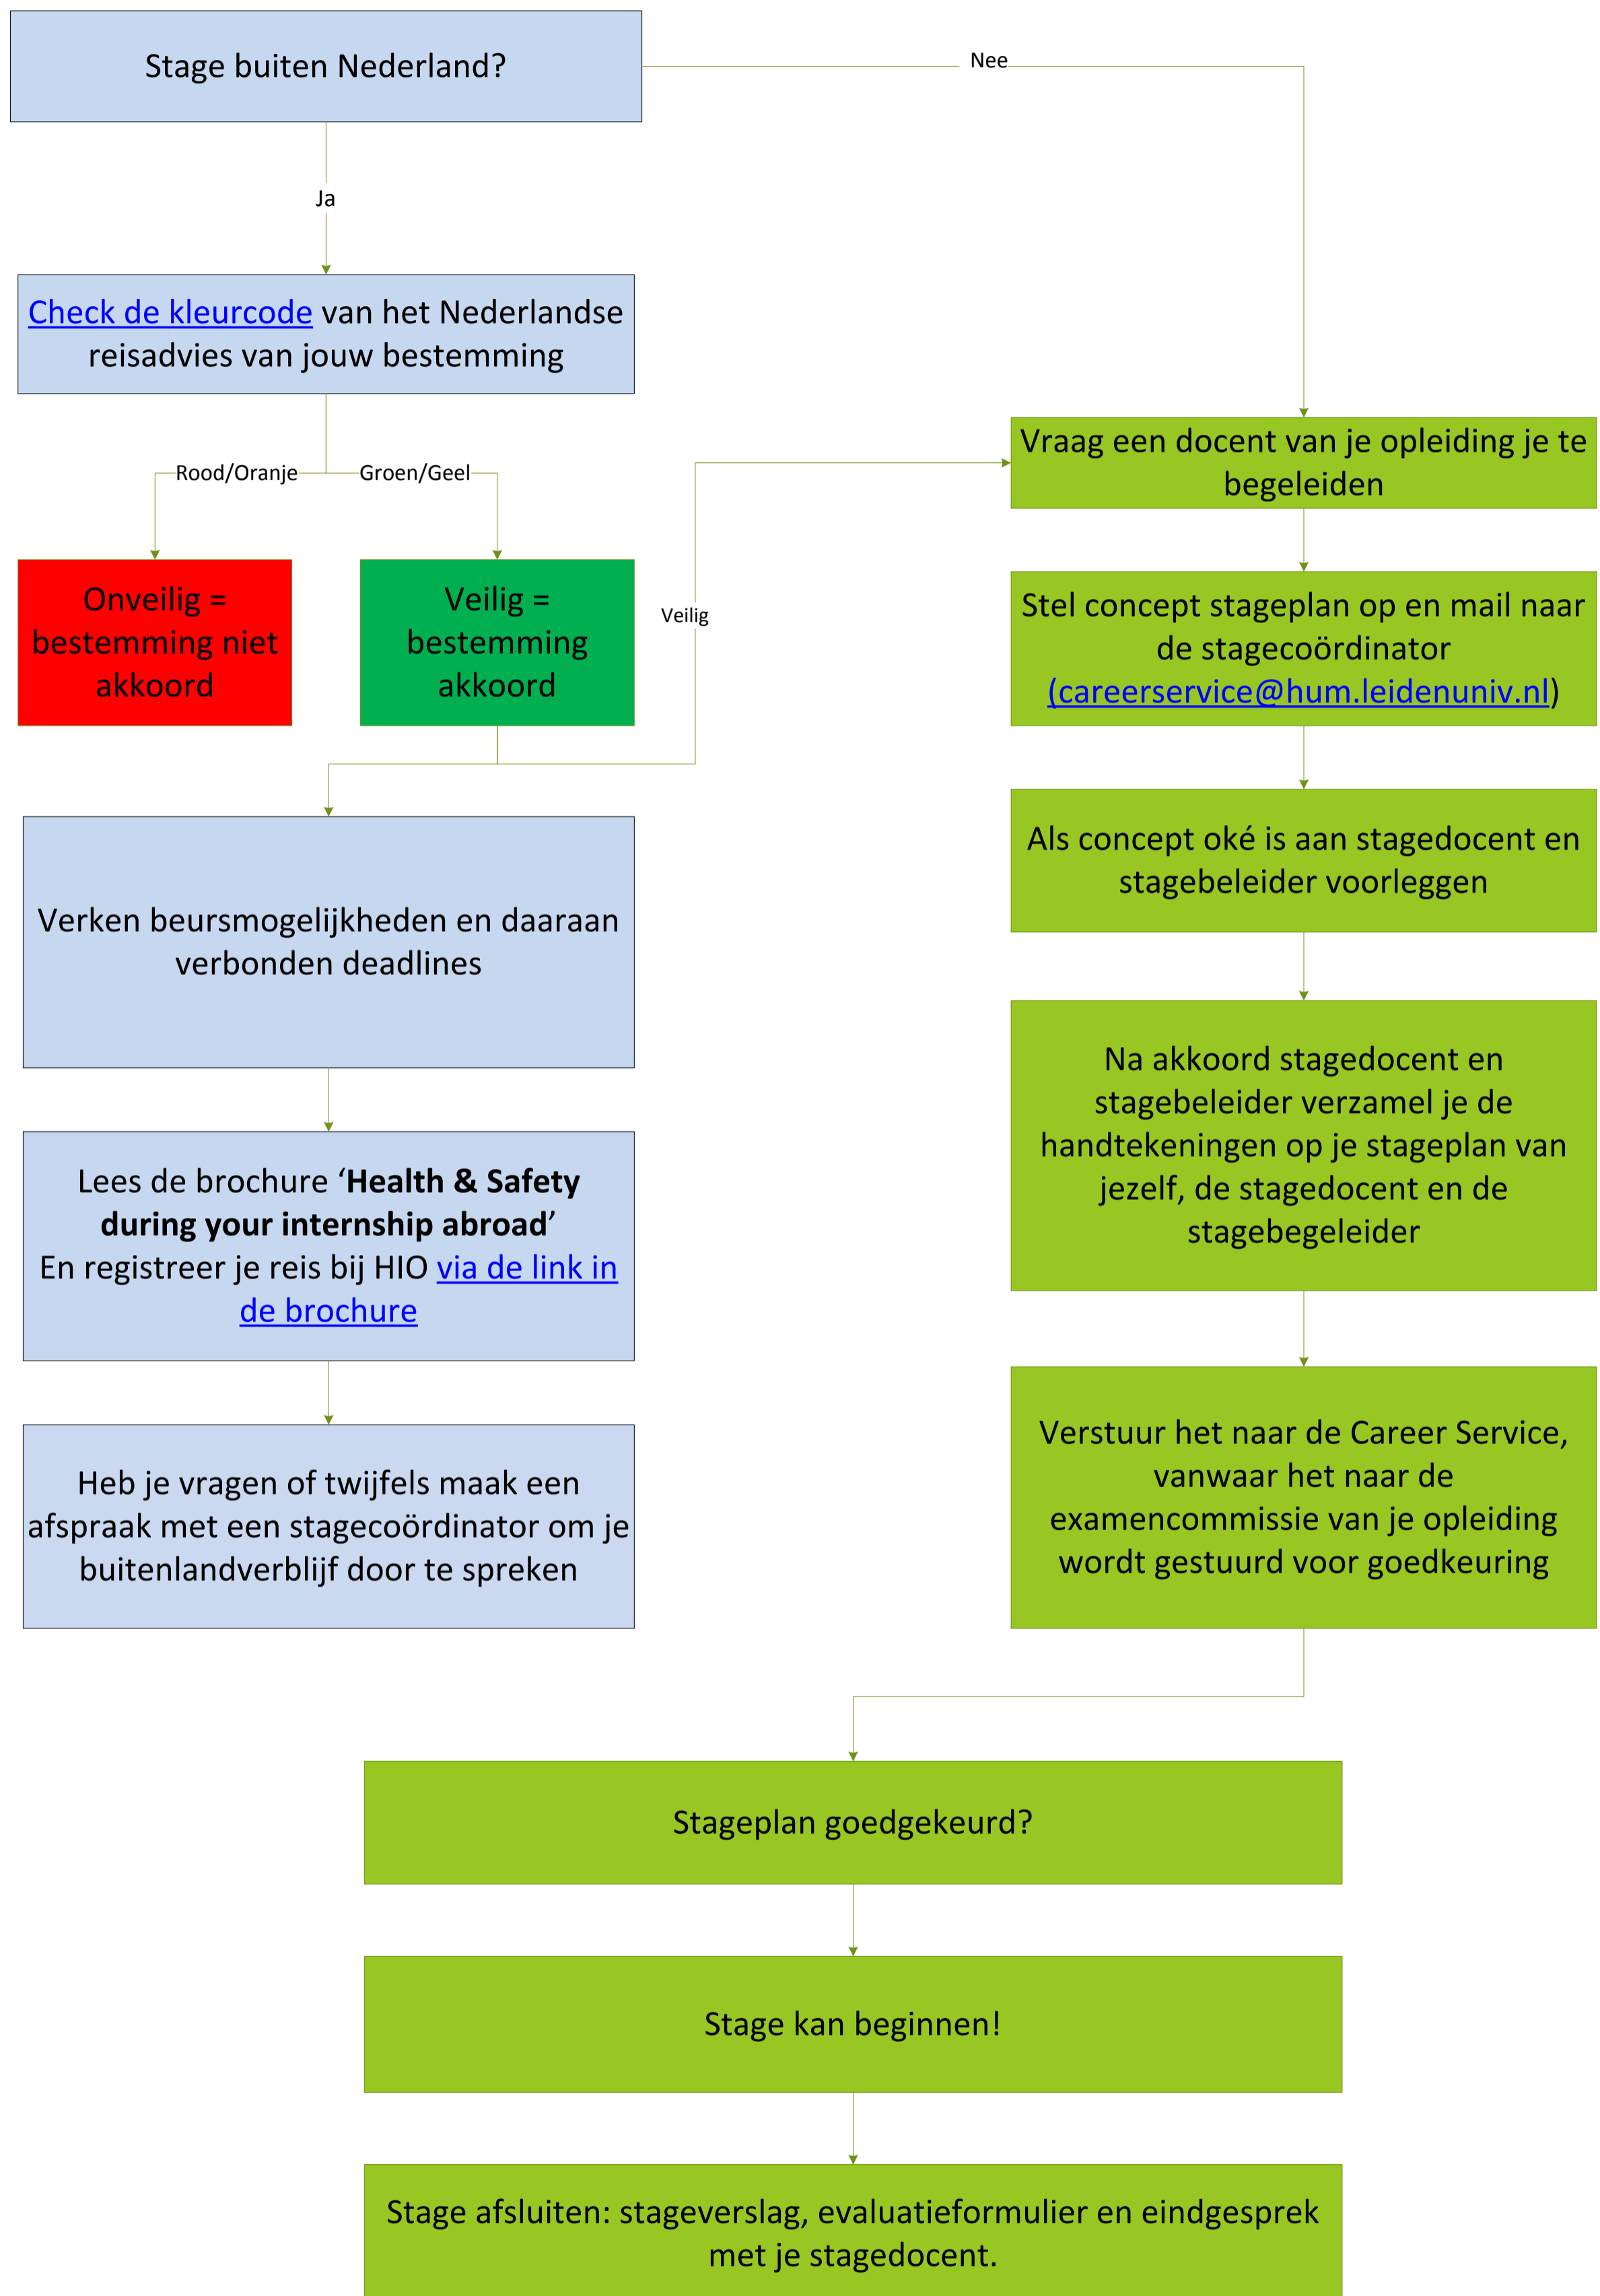 Stage buiten Nederland?
Nee
Ja
Check de kleurcode van het Nederlandse
reisadvies van jouw bestemming
Rood/Oranje
Groen/Geel
Onveilig =
bestemming niet
akkoord
Veilig =
bestemming
akkoord
Veilig
Verken beursmogelijkheden en daaraan
verbonden deadlines
Lees de brochure ‘Health & Safety
during your internship abroad’
En registreer je reis bij HIO via de link in
de brochure
Heb je vragen of twijfels maak een
afspraak met een stagecoördinator om je
buitenlandverblijf door te spreken
Vraag een docent van je opleiding je te
begeleiden
Stel concept stageplan op en mail naar
de stagecoördinator
(careerservice@hum.leidenuniv.nl)
Als concept oké is aan stagedocent en
stagebeleider voorleggen
Na akkoord stagedocent en
stagebeleider verzamel je de
handtekeningen op je stageplan van
jezelf, de stagedocent en de
stagebegeleider
Verstuur het naar de Career Service,
vanwaar het naar de
examencommissie van je opleiding
wordt gestuurd voor goedkeuring
Stageplan goedgekeurd?
Stage kan beginnen!
Stage afsluiten: stageverslag, evaluatieformulier en eindgesprek
met je stagedocent.